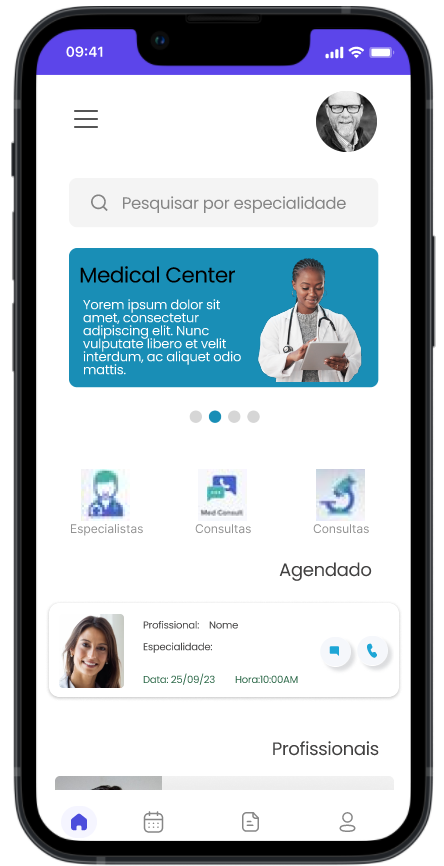 09:41
Pesquisar por especialidade
Medical Center
Yorem ipsum dolor sit
amet, consectetur
adipiscing elit. Nunc
vulputate libero et velit
interdum, ac aliquet odio
mattis.
Med Consult
Especialistas
Consultas
Consultas
Agendado
Profissional: Nome
Especialidade:
Data: 25/09/23 Hora:10:00AM
Profissionais